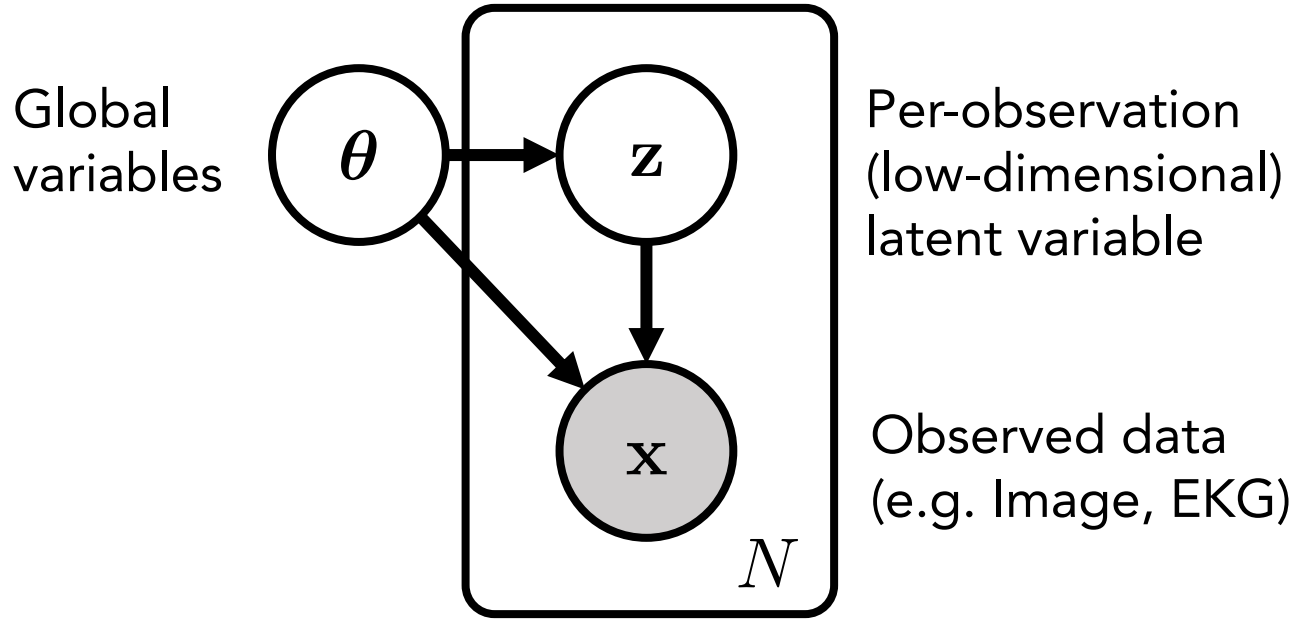 Global
variables
θ
z
Per-observation
(low-dimensional)
latent variable
x
Observed data
(e.g. Image, EKG)
N